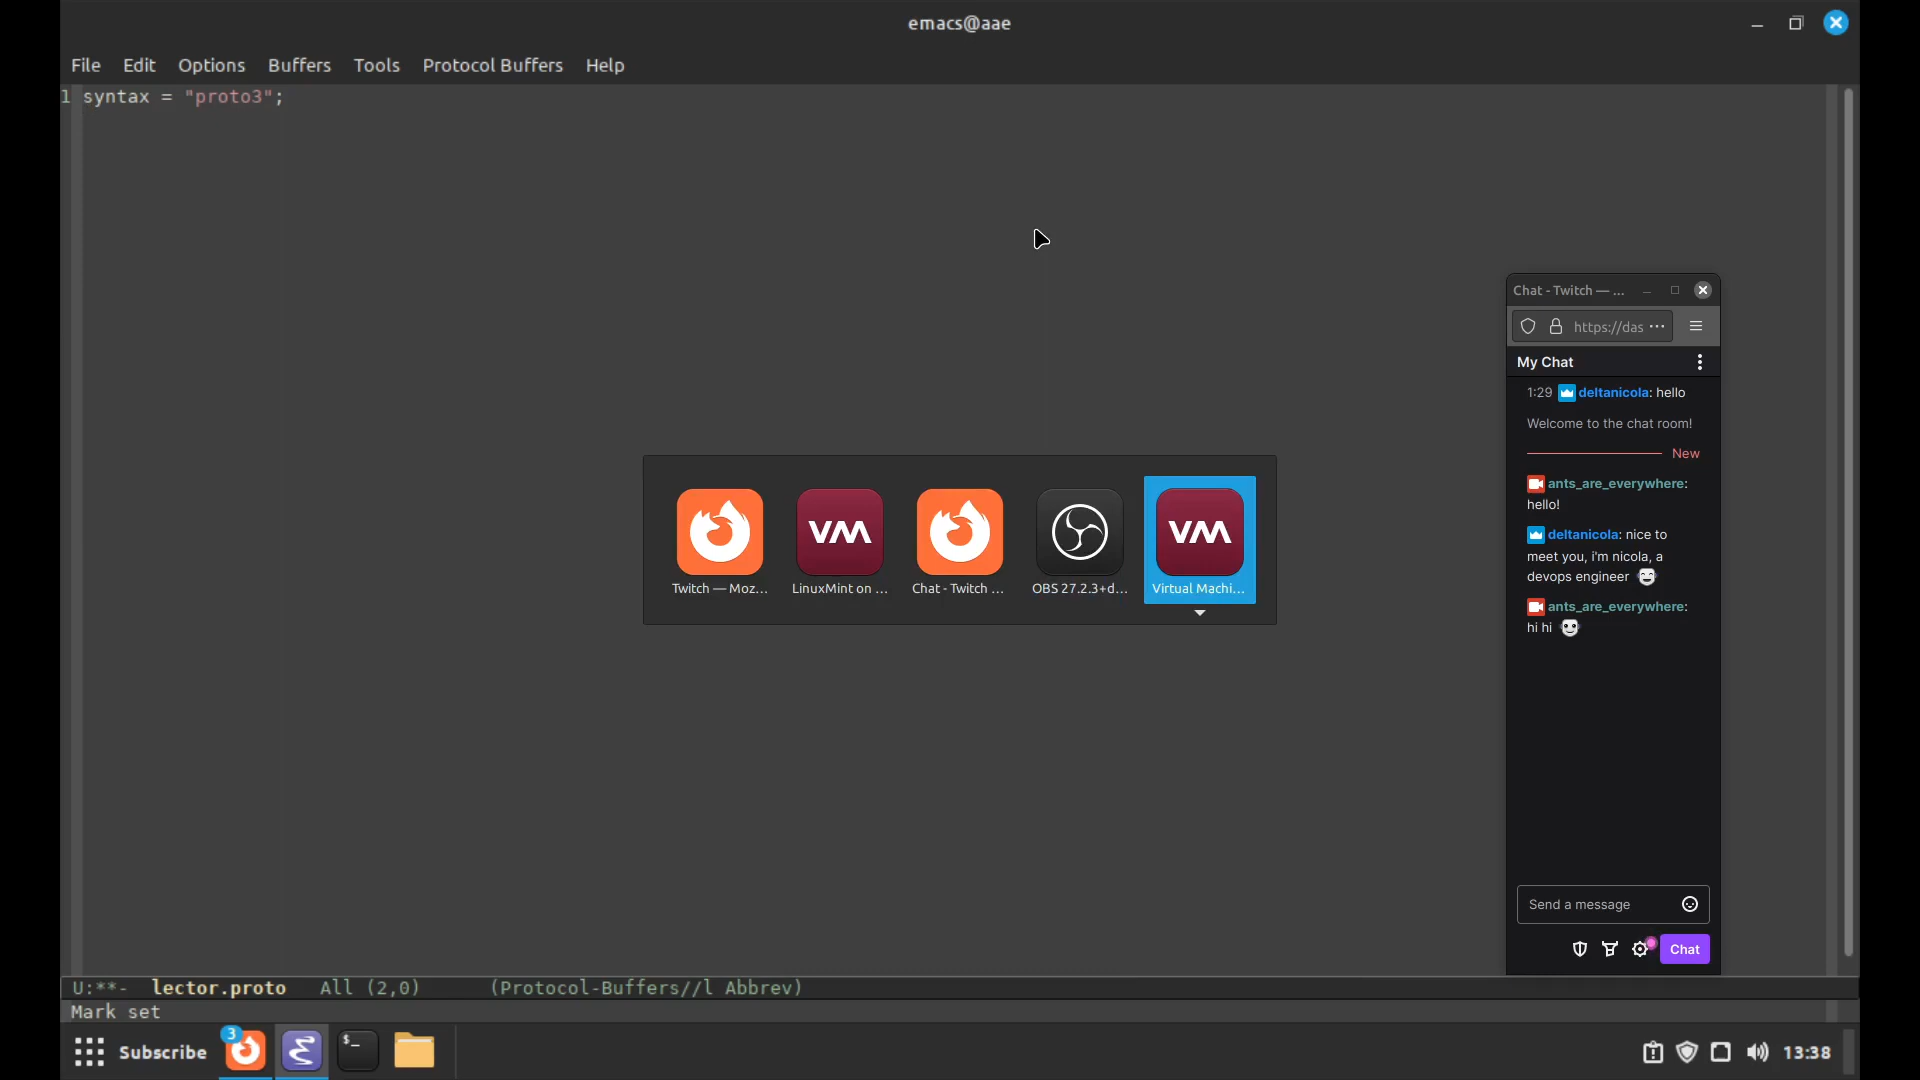 emacs@aae
File Edit Options Buffers Tools Protocol Buffers Help
1 syntax = "proto3";
Chat - Twitch — ...
https://das
My Chat
1:29 deltanicola: hello
Welcome to the chat room!
New
ants_are_everywhere:
hello!
deltanicola: nice to
meet you, i'm nicola, a
devops engineer
ants_are_everywhere:
hi hi
Send a message
Chat
VM VM
Twitch — Moz... LinuxMint on ... Chat - Twitch ... OBS 27.2.3+d... Virtual Machi...
U:**- lector.proto All (2,0) (Protocol-Buffers//l Abbrev)
Mark set
Subscribe 3 $_ 13:38